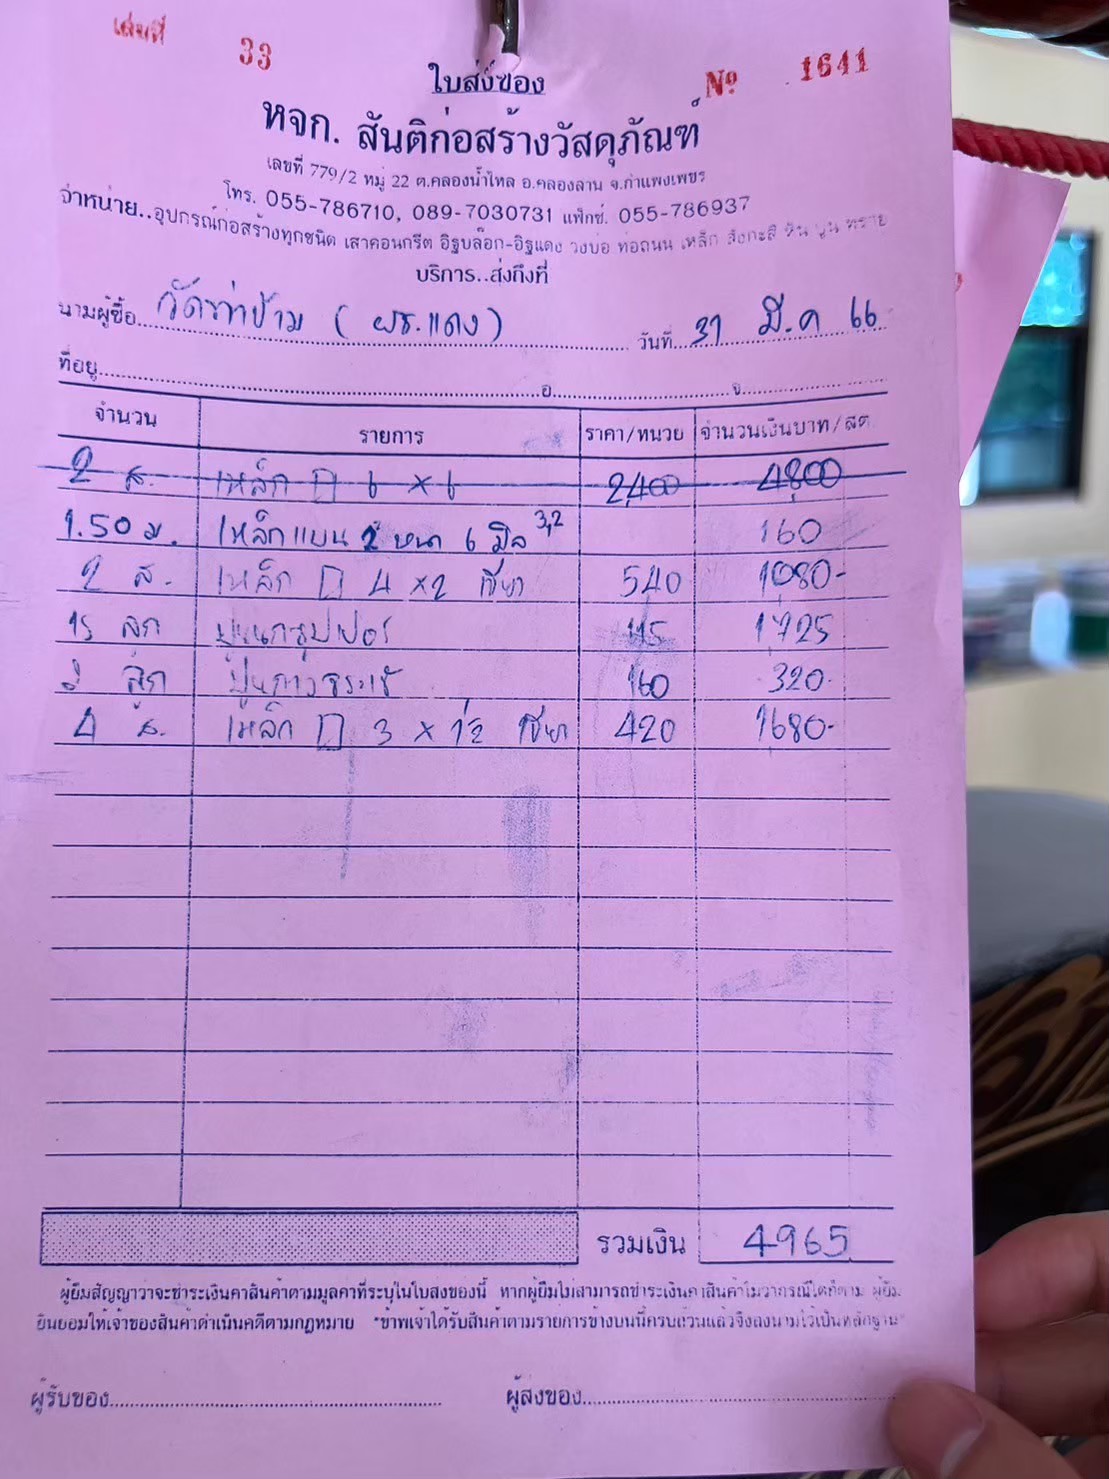 เล่มที่ 33 Nº 1641
ใบส่งของ
หจก. สันติก่อสร้างวัสดุภัณฑ์
เลขที่ 779/2 หมู่ 22 ต.คลองน้ำไหล อ.คลองลาน จ.กำแพงเพชร
โทร. 055-786710, 089-7030731 แฟ็กซ์. 055-786937
จำหน่าย..อุปกรณ์ก่อสร้างทุกชนิด เสาคอนกรีต อิฐบล๊อก-อิฐแดง วงบ่อ ท่อถนน เหล็ก สังกะสี หิน ปูน ทราย
บริการ..ส่งถึงที่
นามผู้ซื้อ วัด (ผช.แดง) วันที่ 31 มี.ค 66
ที่อยู่ อ. จ.
จำนวน รายการ ราคา/หน่วย จำนวนเงินบาท/สต.
2 ส. เหล็ก □ 6 × 6 2,400 4800
1.50 ม. เหล็กแบน 2 หนา 6 มิล 3,2 160
2 ส. เหล็ก □ 4 ×2 เขียว 540 1080-
15 ลูก ปูนกาวซุปเปอร์ 115 1725
2 ลูก ปูนกาวจระเข้ 160 320-
4 ส. เหล็ก □ 3 × 1½ เขียว 420 1680-
รวมเงิน 4965
ผู้ยืมสัญญาว่าจะชำระเงินค่าสินค้าตามมูลค่าที่ระบุในใบส่งของนี้ หากผู้ยืมไม่สามารถชำระเงินค่าสินค้าไม่ว่ากรณีใดก็ตาม ผู้ยืม
ยินยอมให้เจ้าของสินค้าดำเนินคดีตามกฎหมาย "ข้าพเจ้าได้รับสินค้าตามรายการข้างบนนี้ครบถ้วนแล้วจึงลงนามไว้เป็นหลักฐาน"
ผู้รับของ ผู้ส่งของ